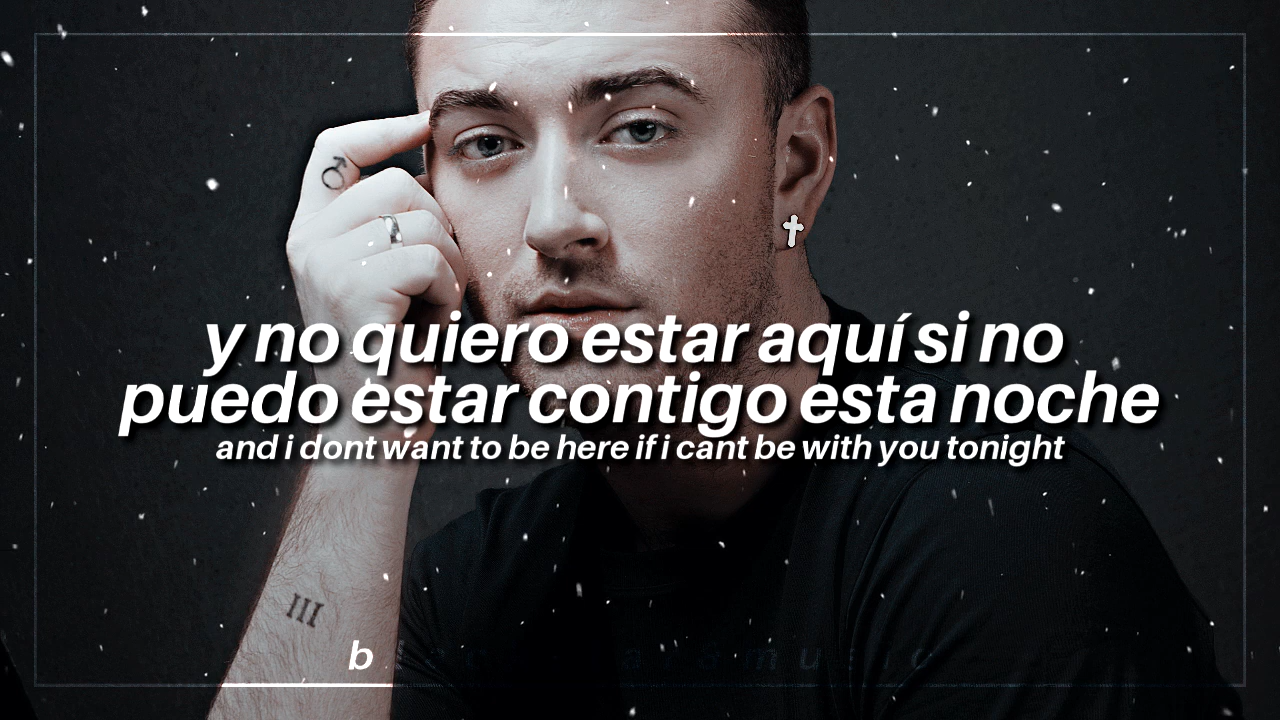 y no quiero estar aquí si no
puedo estar contigo esta noche
and i dont want to be here if i cant be with you tonight
III
b